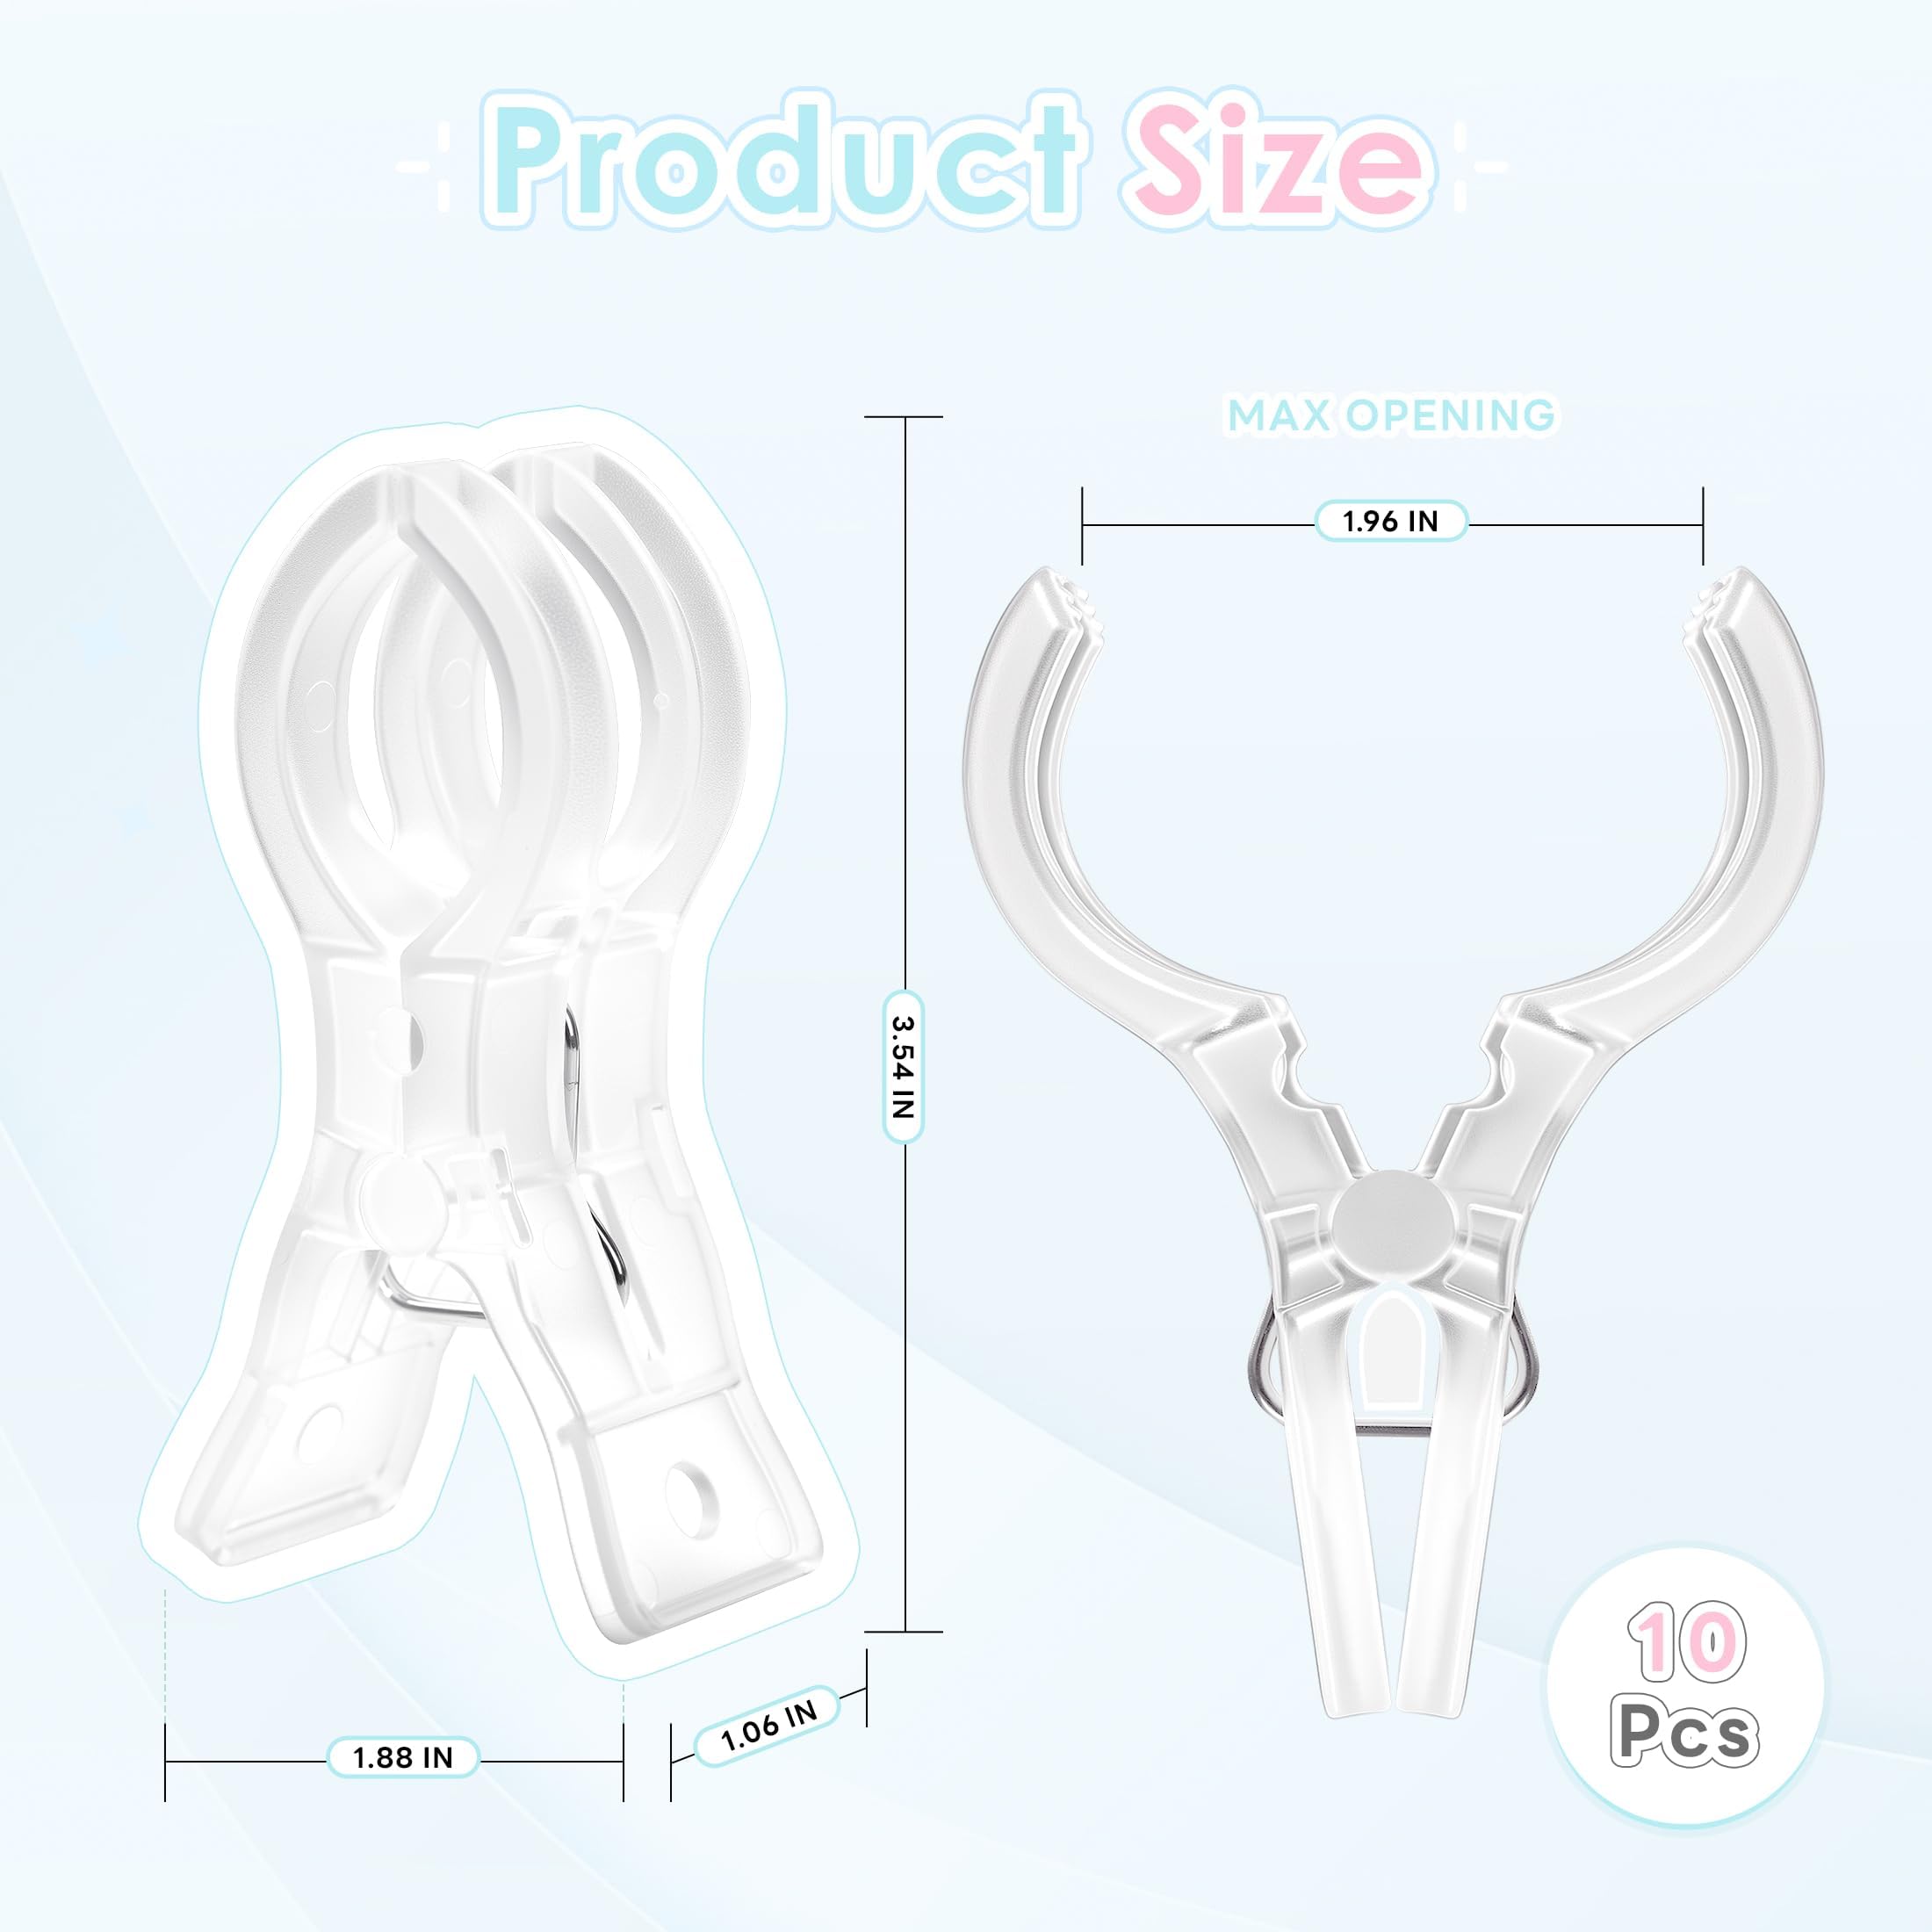 Product Size
MAX OPENING
1.96 IN
3.54 IN
1.88 IN
1.06 IN
10
Pcs